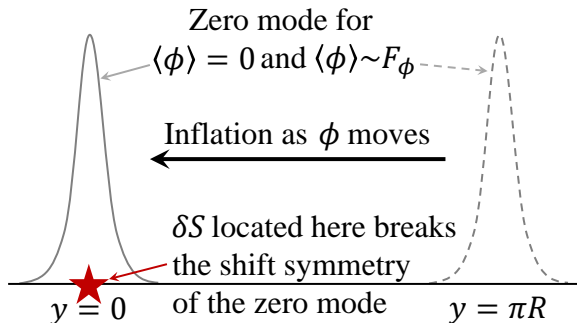 Zero mode for
⟨ϕ⟩ = 0 and ⟨ϕ⟩~F_ϕ
Inflation as ϕ moves
δS located here breaks
the shift symmetry
of the zero mode
y = 0
y = πR